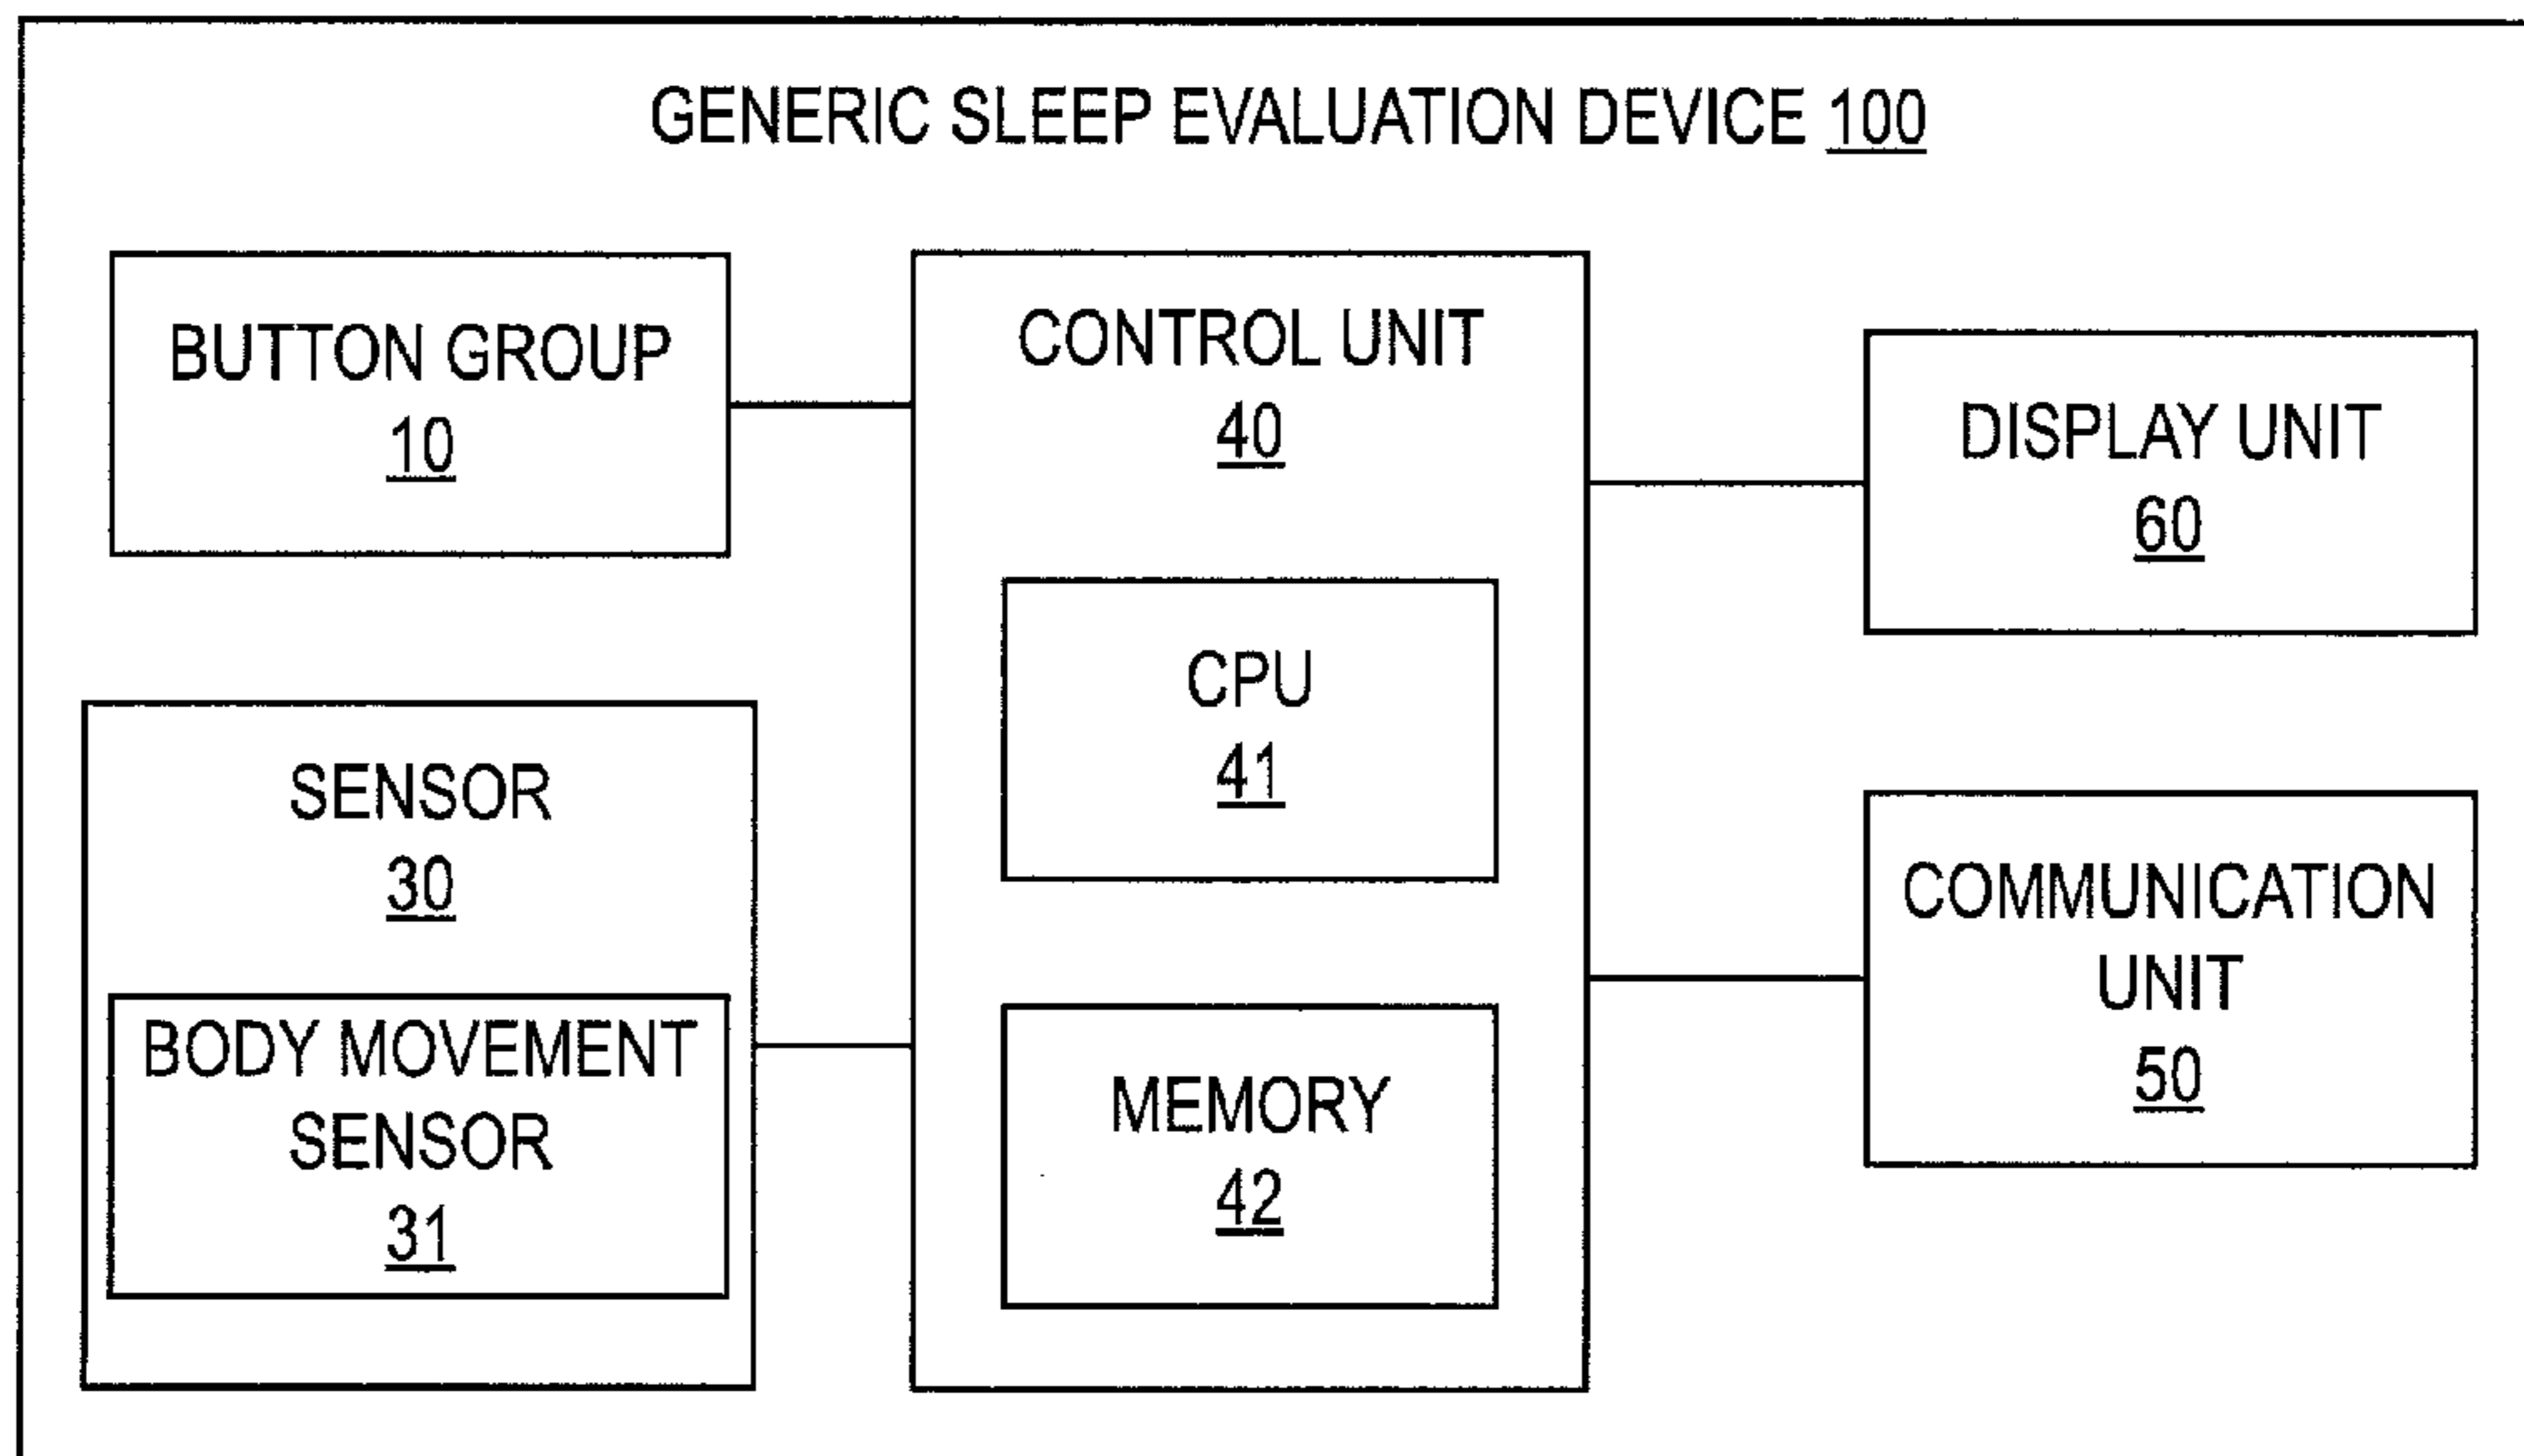 GENERIC SLEEP EVALUATION DEVICE 100
BUTTON GROUP
10
CONTROL UNIT
40
DISPLAY UNIT
60
CPU
41
SENSOR
30
COMMUNICATION
UNIT
50
BODY MOVEMENT
SENSOR
31
MEMORY
42